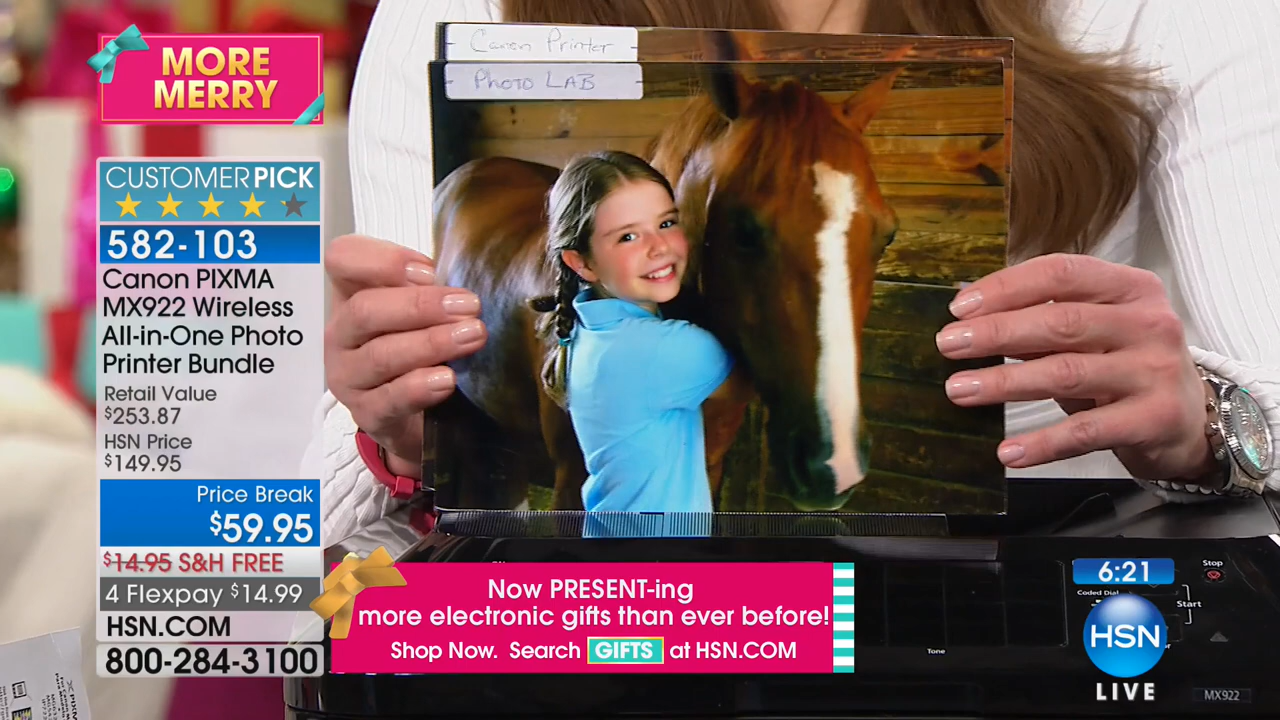 MORE
MERRY
CUSTOMER PICK
582-103
Canon PIXMA
MX922 Wireless
All-in-One Photo
Printer Bundle
Retail Value
$253.87
HSN Price
$149.95
Price Break
$59.95
$14.95 S&H FREE
4 Flexpay $14.99
HSN.COM
800-284-3100
Canon Printer
Photo LAB
Now PRESENT-ing
more electronic gifts than ever before!
Shop Now. Search GIFTS at HSN.COM
6:21
Stop
Coded Dial
Start
Tone
HSN
LIVE
MX922